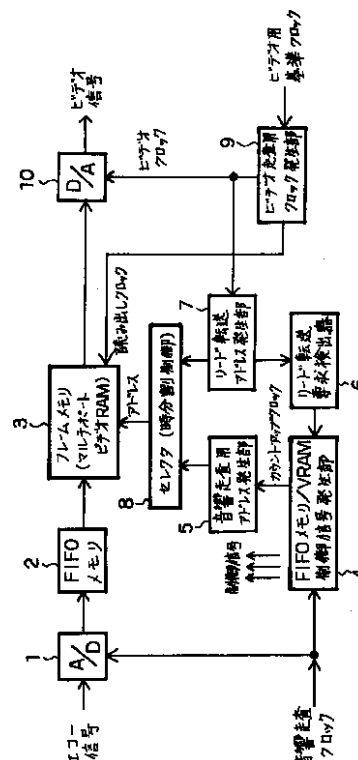 エコー
信号
1
A/D
2
FIFO
メモリ
3
フレームメモリ
(マルチポート
ビデオRAM)
10
D/A
ビデオ
信号
読み出しクロック
アドレス
ビデオ
クロック
8
セレクタ(時分割制御)
5
音響走査用
アドレス発生部
7
リード転送
アドレス発生部
9
ビデオ走査用
クロック発生部
ビデオ用
基準クロック
制御信号
カウントアップクロック
4
FIFOメモリ/VRAM
制御信号発生部
リード転送
要求検出器
6
音響走査
クロック